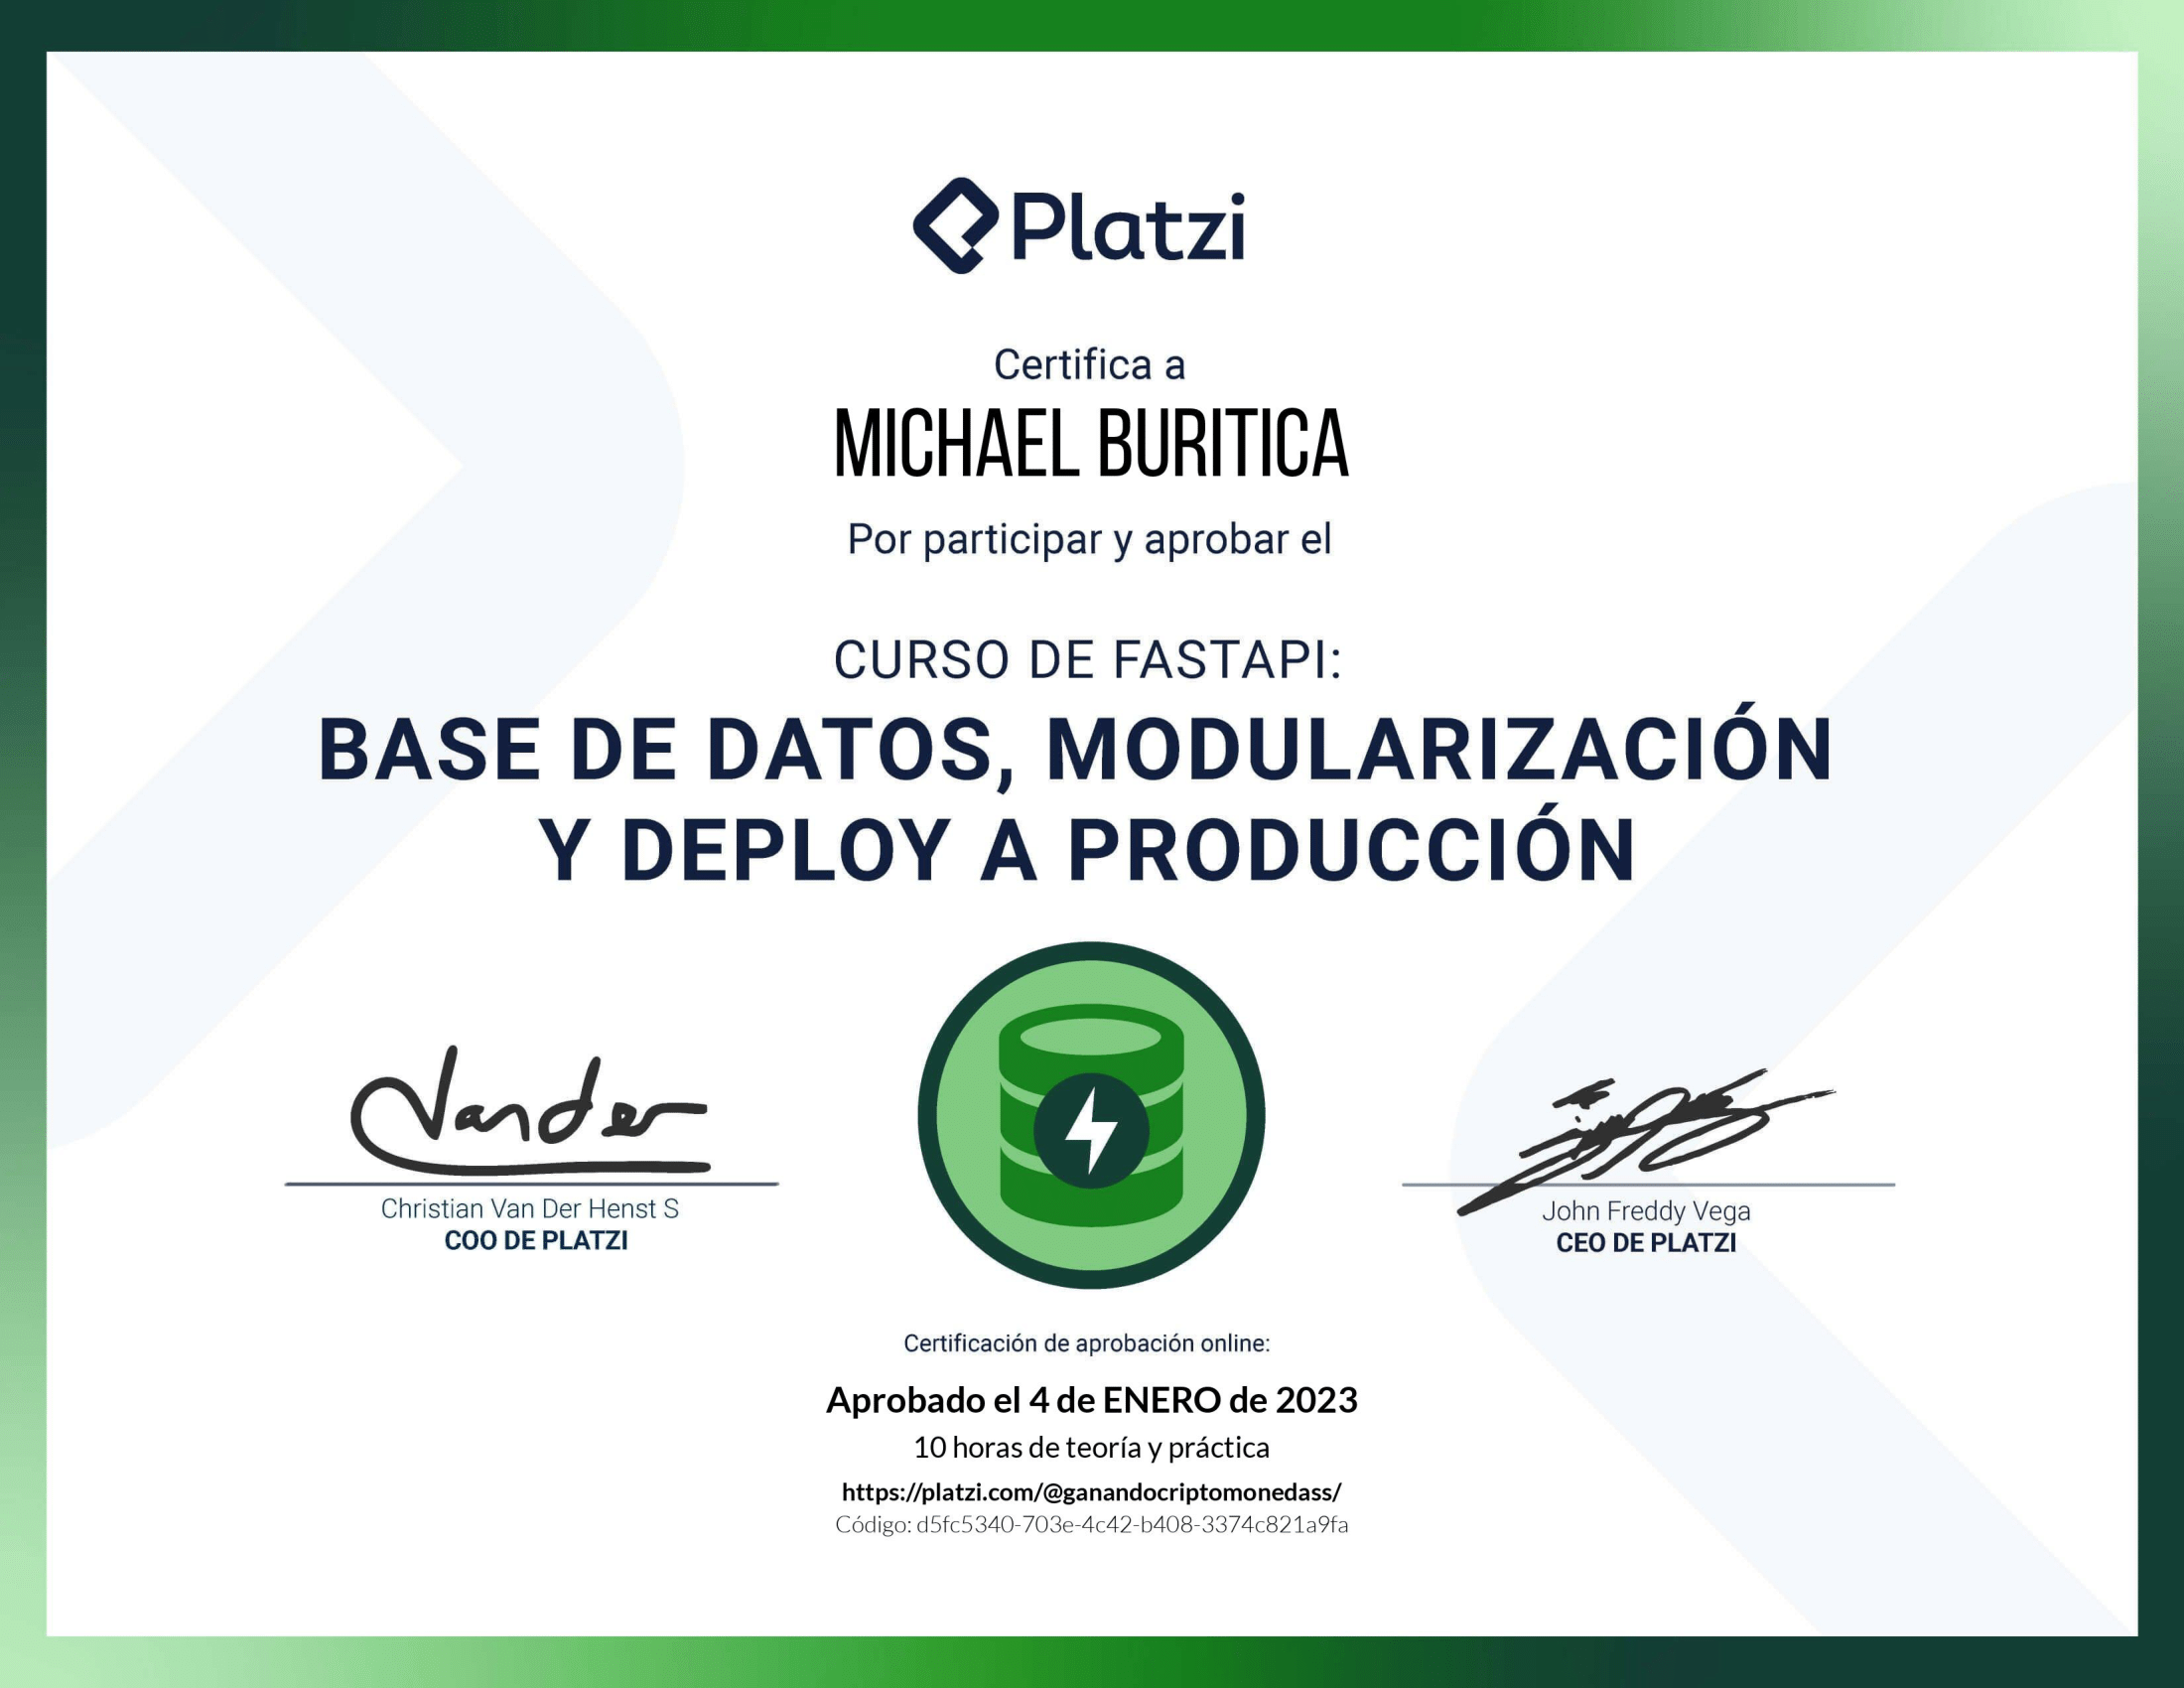 Platzi
Certifica a
MICHAEL BURITICA
Por participar y aprobar el
CURSO DE FASTAPI:
BASE DE DATOS, MODULARIZACIÓN
Y DEPLOY A PRODUCCIÓN
Vander
Christian Van Der Henst S
COO DE PLATZI
John Freddy Vega
CEO DE PLATZI
Certificación de aprobación online:
Aprobado el 4 de ENERO de 2023
10 horas de teoría y práctica
https://platzi.com/@ganandocriptomonedass/
Código: d5fc5340-703e-4c42-b408-3374c821a9fa